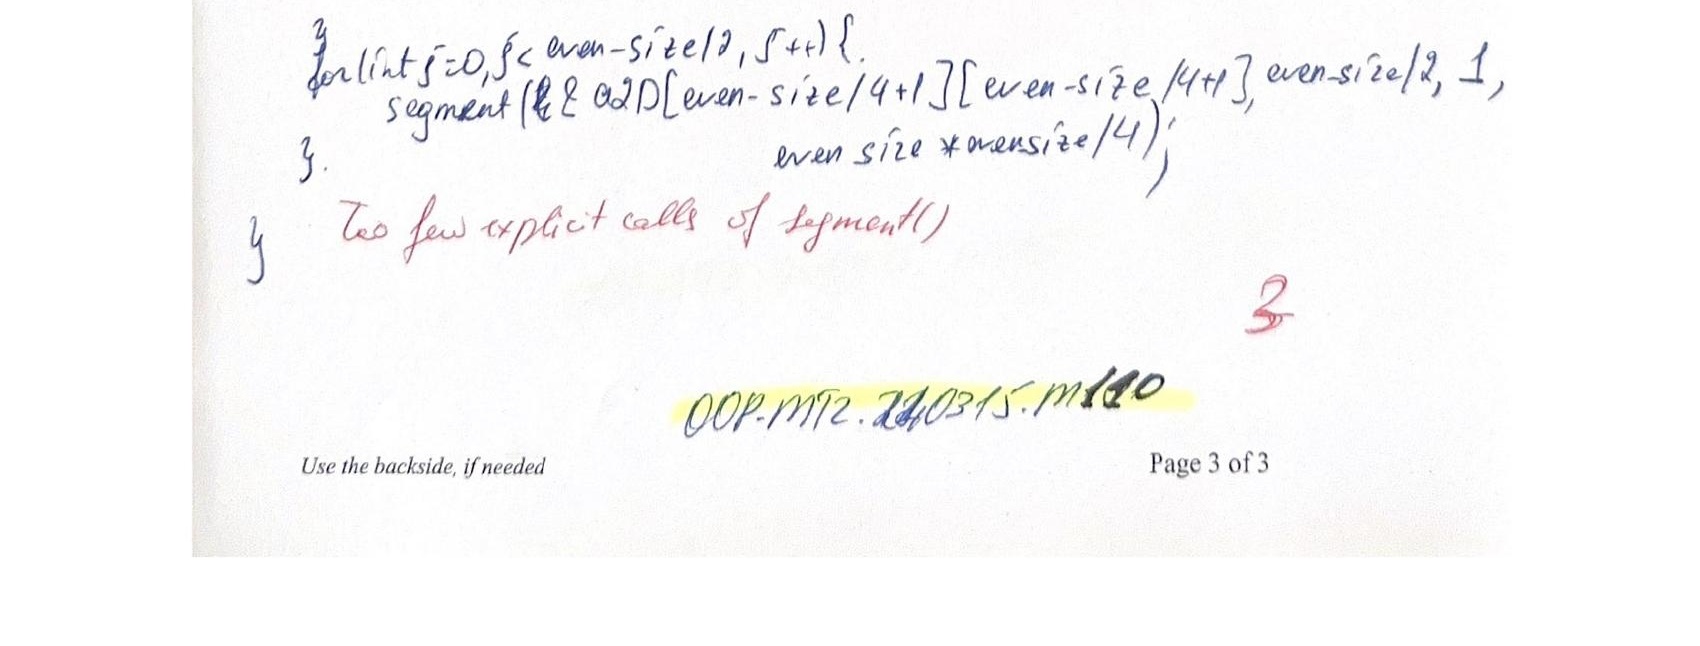 }
for(int j=0, j< even-size/2, j++) {.
segment(& a2D[even-size/4+1][even-size/4+1], even-size/2, 1,
even size * evensize/4);
}.
Too few explicit calls of segment()
}
3
OOP.MT2. 0315.M110
Use the backside, if needed
Page 3 of 3